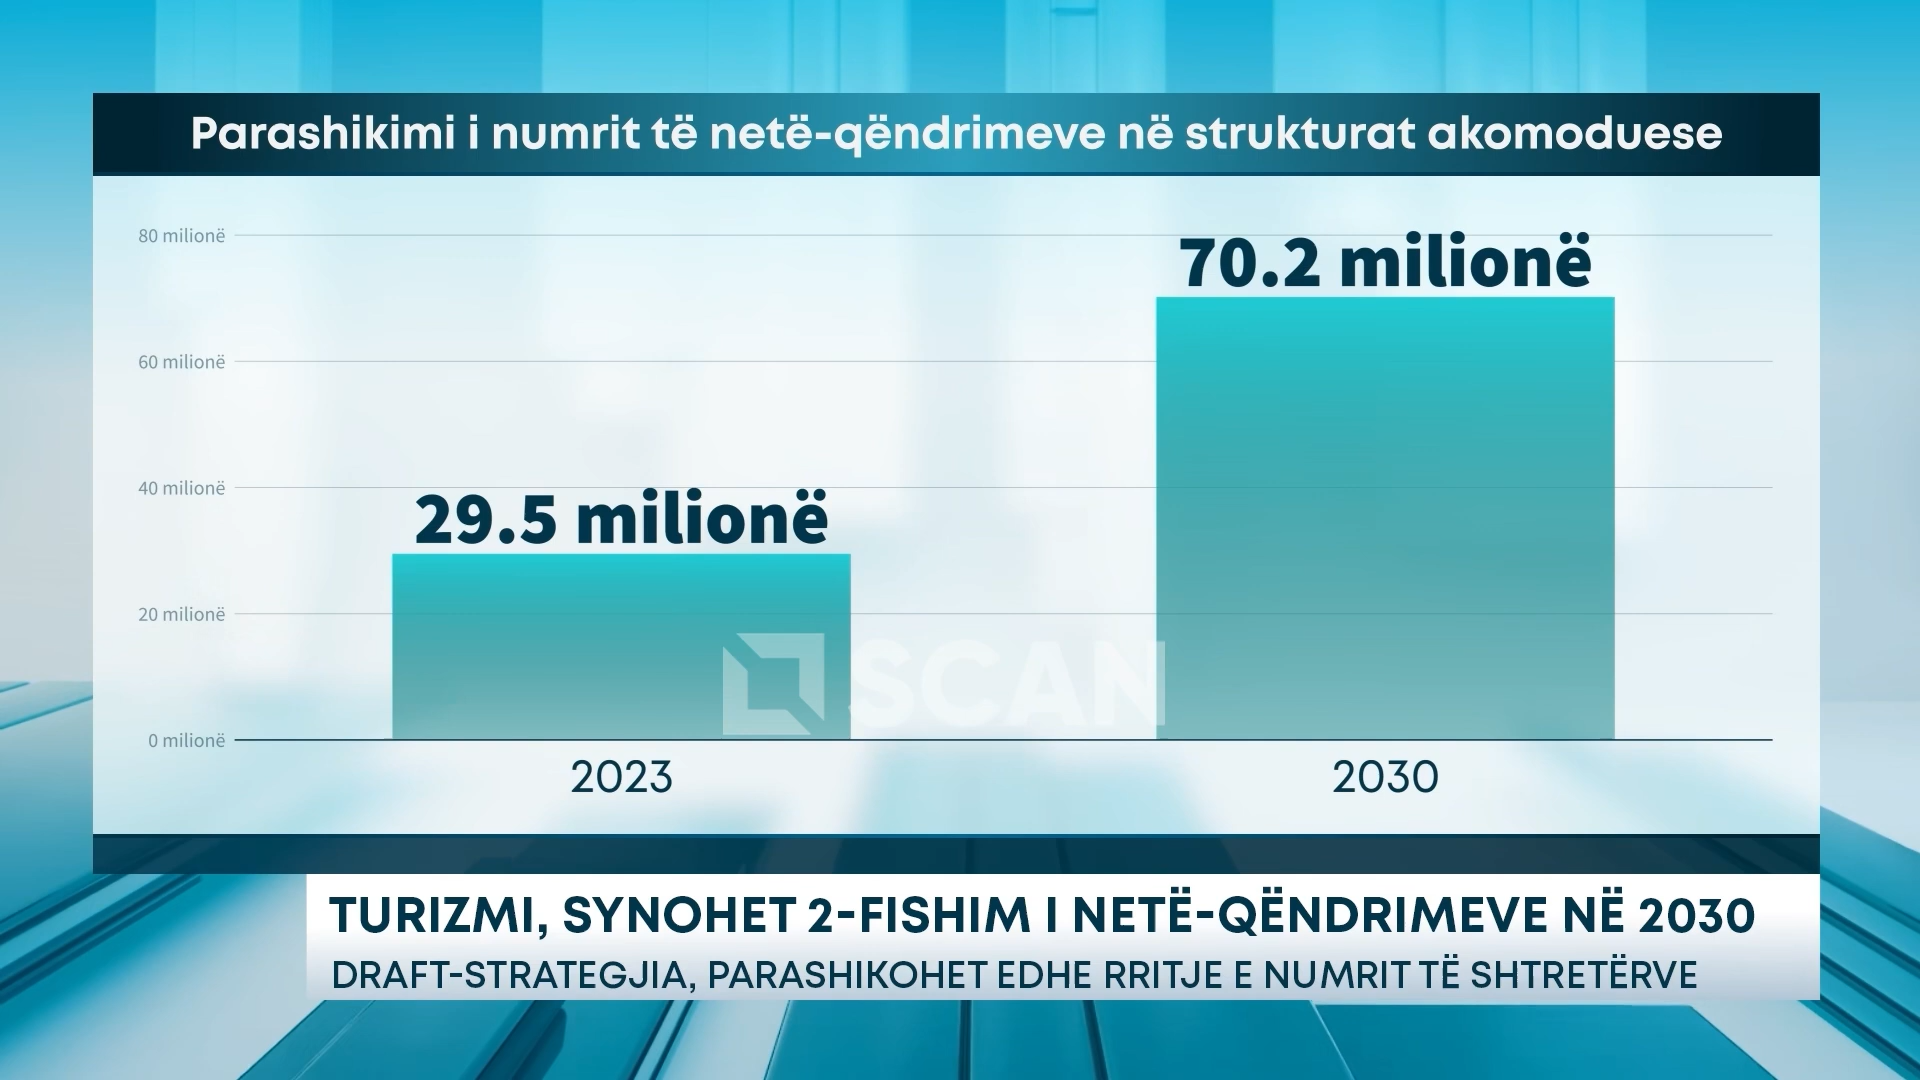 Parashikimi i numrit të netë-qëndrimeve në strukturat akomoduese
80 milionë
70.2 milionë
60 milionë
40 milionë
29.5 milionë
20 milionë
SCAN
0 milionë
2023
2030
TURIZMI, SYNOHET 2-FISHIM I NETË-QËNDRIMEVE NË 2030
DRAFT-STRATEGJIA, PARASHIKOHET EDHE RRITJE E NUMRIT TË SHTRETËRVE